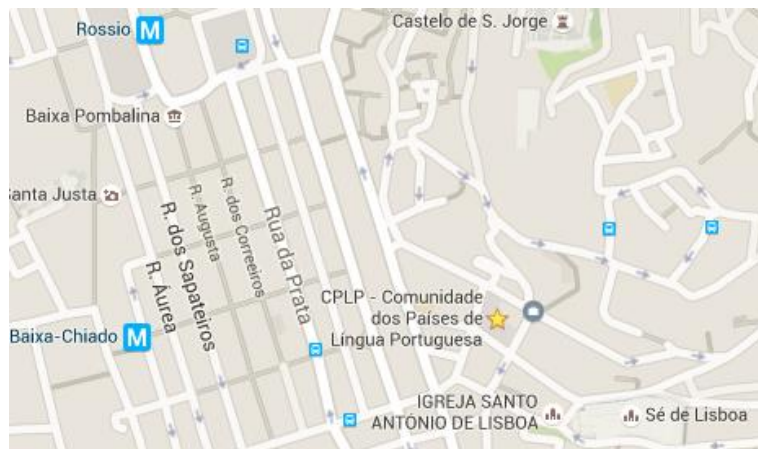 Rossio M
Castelo de S. Jorge
Baixa Pombalina
Santa Justa
R. Augusta
R. dos Correeiros
Rua da Prata
R. dos Sapateiros
R. Áurea
CPLP - Comunidade
dos Países de
Língua Portuguesa
Baixa-Chiado M
IGREJA SANTO
ANTÓNIO DE LISBOA
Sé de Lisboa